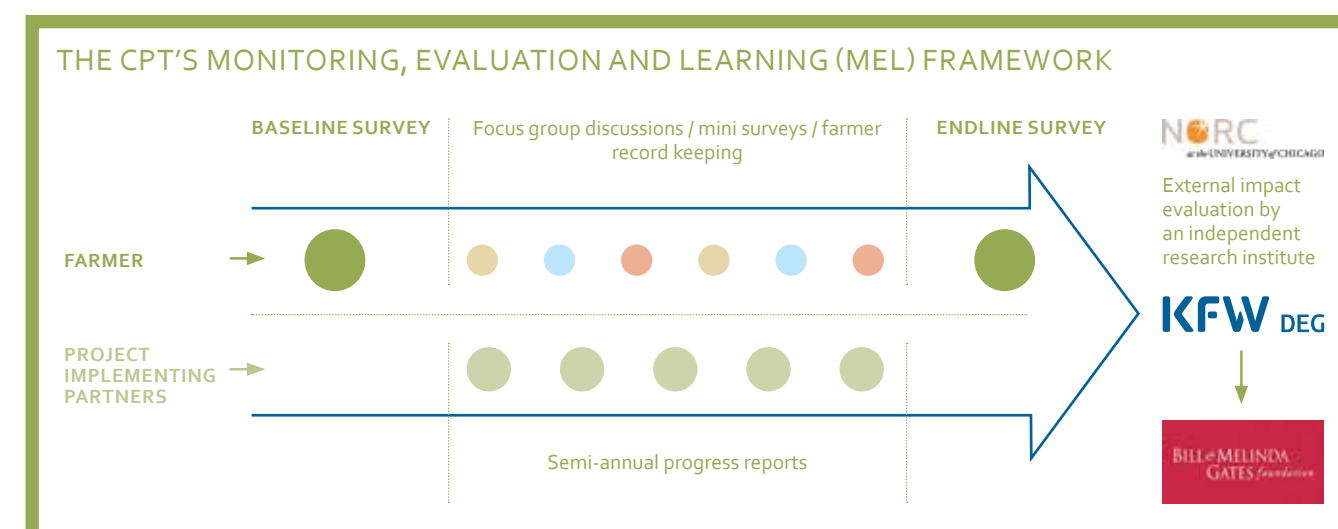 THE CPT'S MONITORING, EVALUATION AND LEARNING (MEL) FRAMEWORK
BASELINE SURVEY
Focus group discussions / mini surveys / farmer
record keeping
ENDLINE SURVEY
NORC
at the UNIVERSITY of CHICAGO
External impact
evaluation by
an independent
research institute
FARMER
KFW DEG
PROJECT
IMPLEMENTING
PARTNERS
BILL & MELINDA
GATES foundation
Semi-annual progress reports